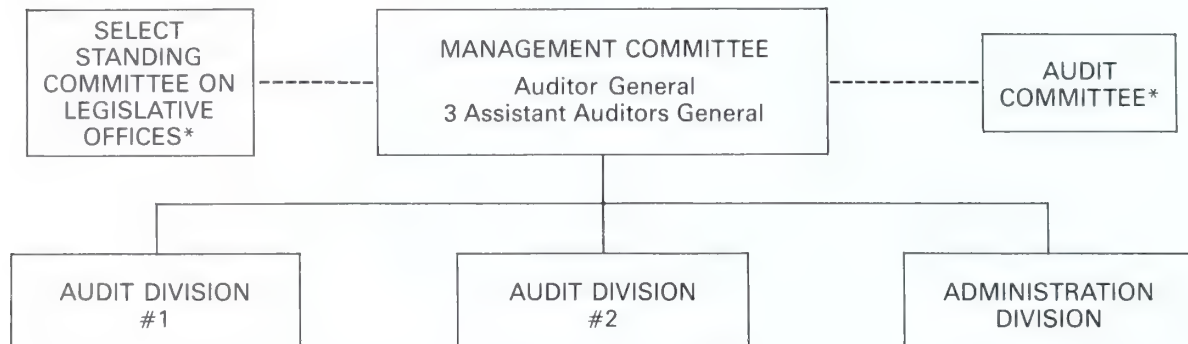 SELECT
STANDING
COMMITTEE ON
LEGISLATIVE
OFFICES*
MANAGEMENT COMMITTEE
Auditor General
3 Assistant Auditors General
AUDIT
COMMITTEE*
AUDIT DIVISION
#1
AUDIT DIVISION
#2
ADMINISTRATION
DIVISION